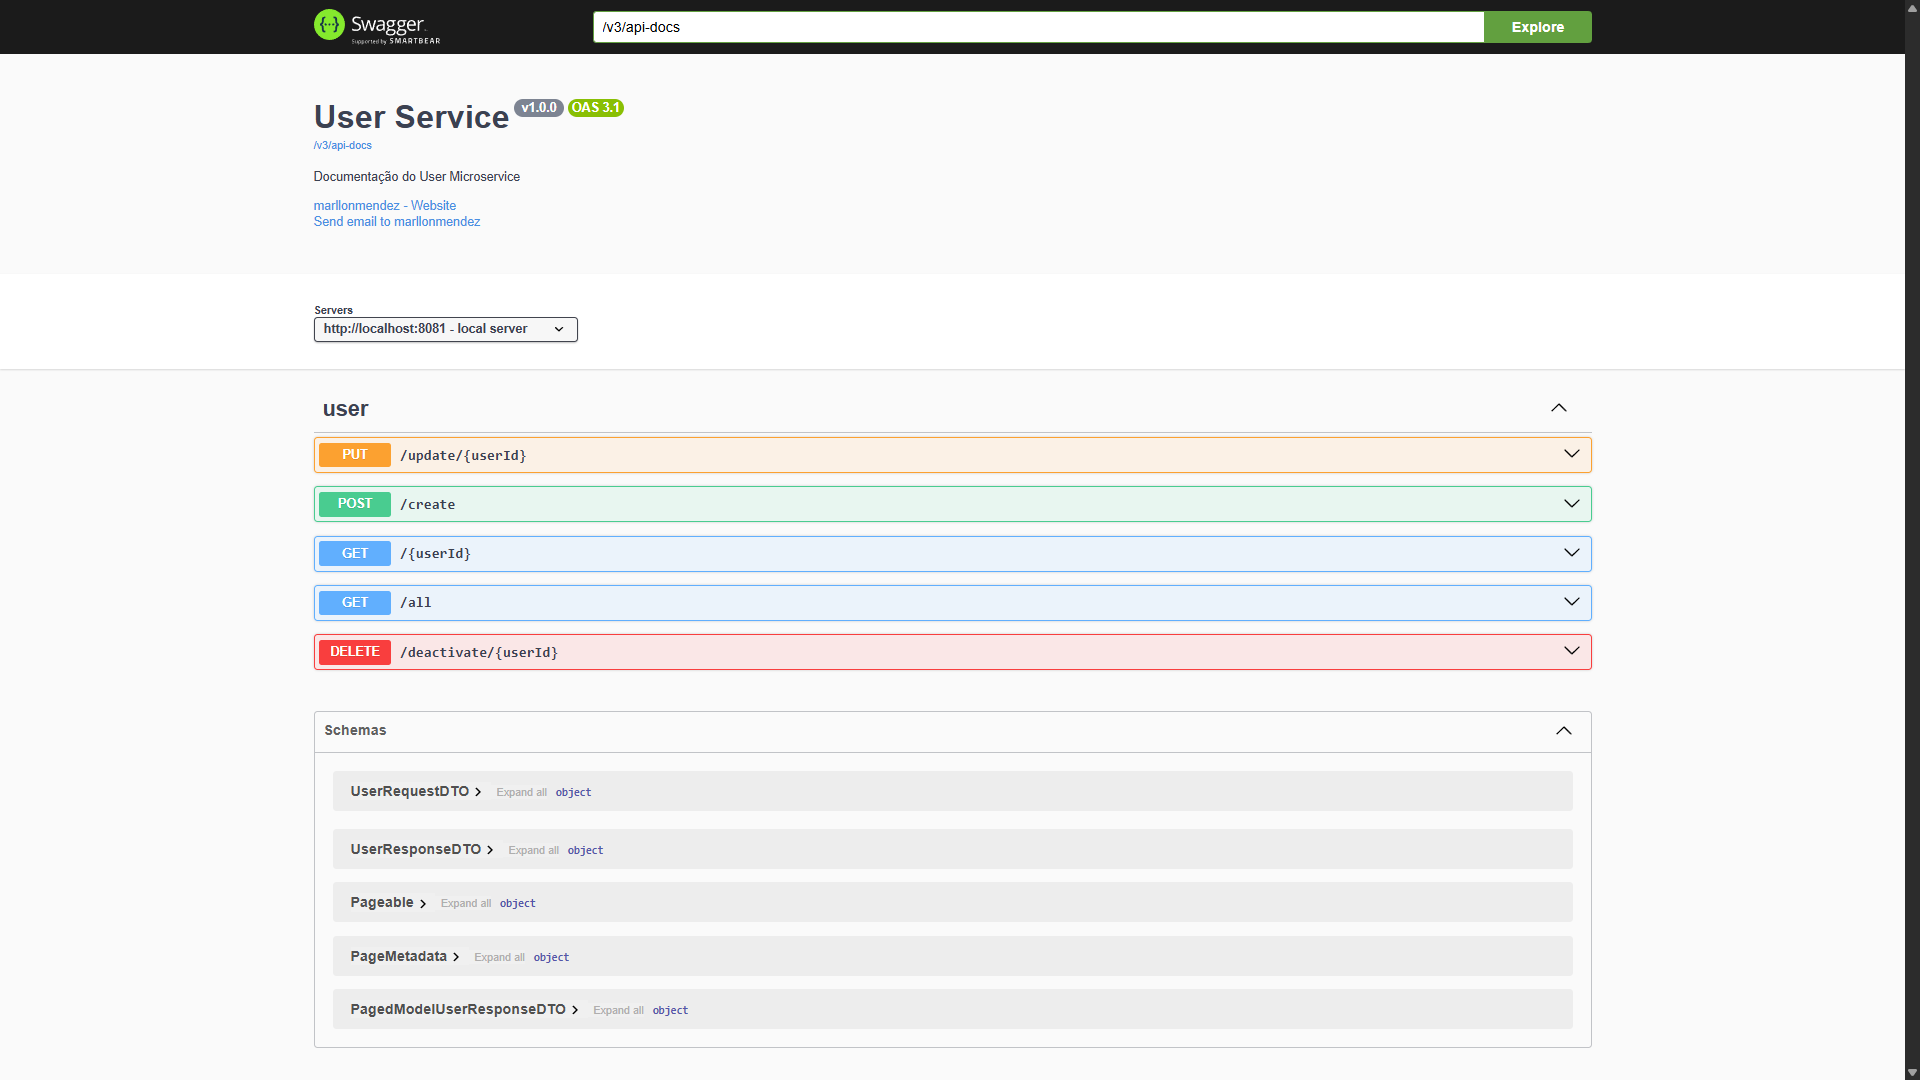 Swagger.
Supported by SMARTBEAR
/v3/api-docs
Explore
User Service v1.0.0 OAS 3.1
/v3/api-docs
Documentação do User Microservice
marllonmendez - Website
Send email to marllonmendez
Servers
http://localhost:8081 - local server
user
PUT /update/{userId}
POST /create
GET /{userId}
GET /all
DELETE /deactivate/{userId}
Schemas
UserRequestDTO Expand all object
UserResponseDTO Expand all object
Pageable Expand all object
PageMetadata Expand all object
PagedModelUserResponseDTO Expand all object